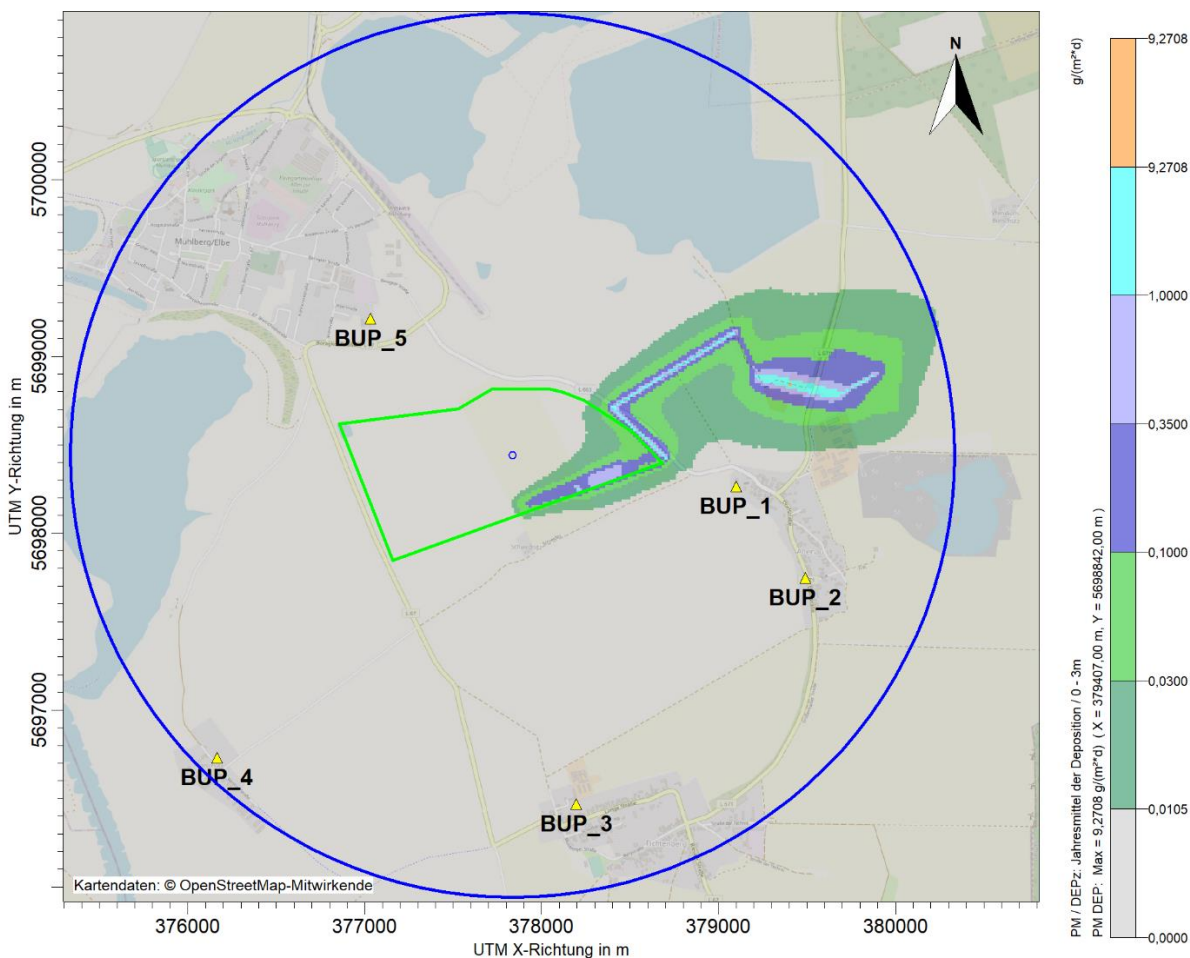 UTM Y-Richtung in m
5700000
5699000
5698000
5697000
N
Mühlberg/Elbe
BUP_5
BUP_1
BUP_2
BUP_4
BUP_3
Kartendaten: © OpenStreetMap-Mitwirkende
376000
377000
378000
379000
380000
UTM X-Richtung in m
g/(m²*d)
9,2708
9,2708
1,0000
0,3500
0,1000
0,0300
0,0105
0,0000
PM / DEPz: Jahresmittel der Deposition / 0 - 3m
PM DEP: Max = 9,2708 g/(m²*d) ( X = 379407,00 m, Y = 5698842,00 m )